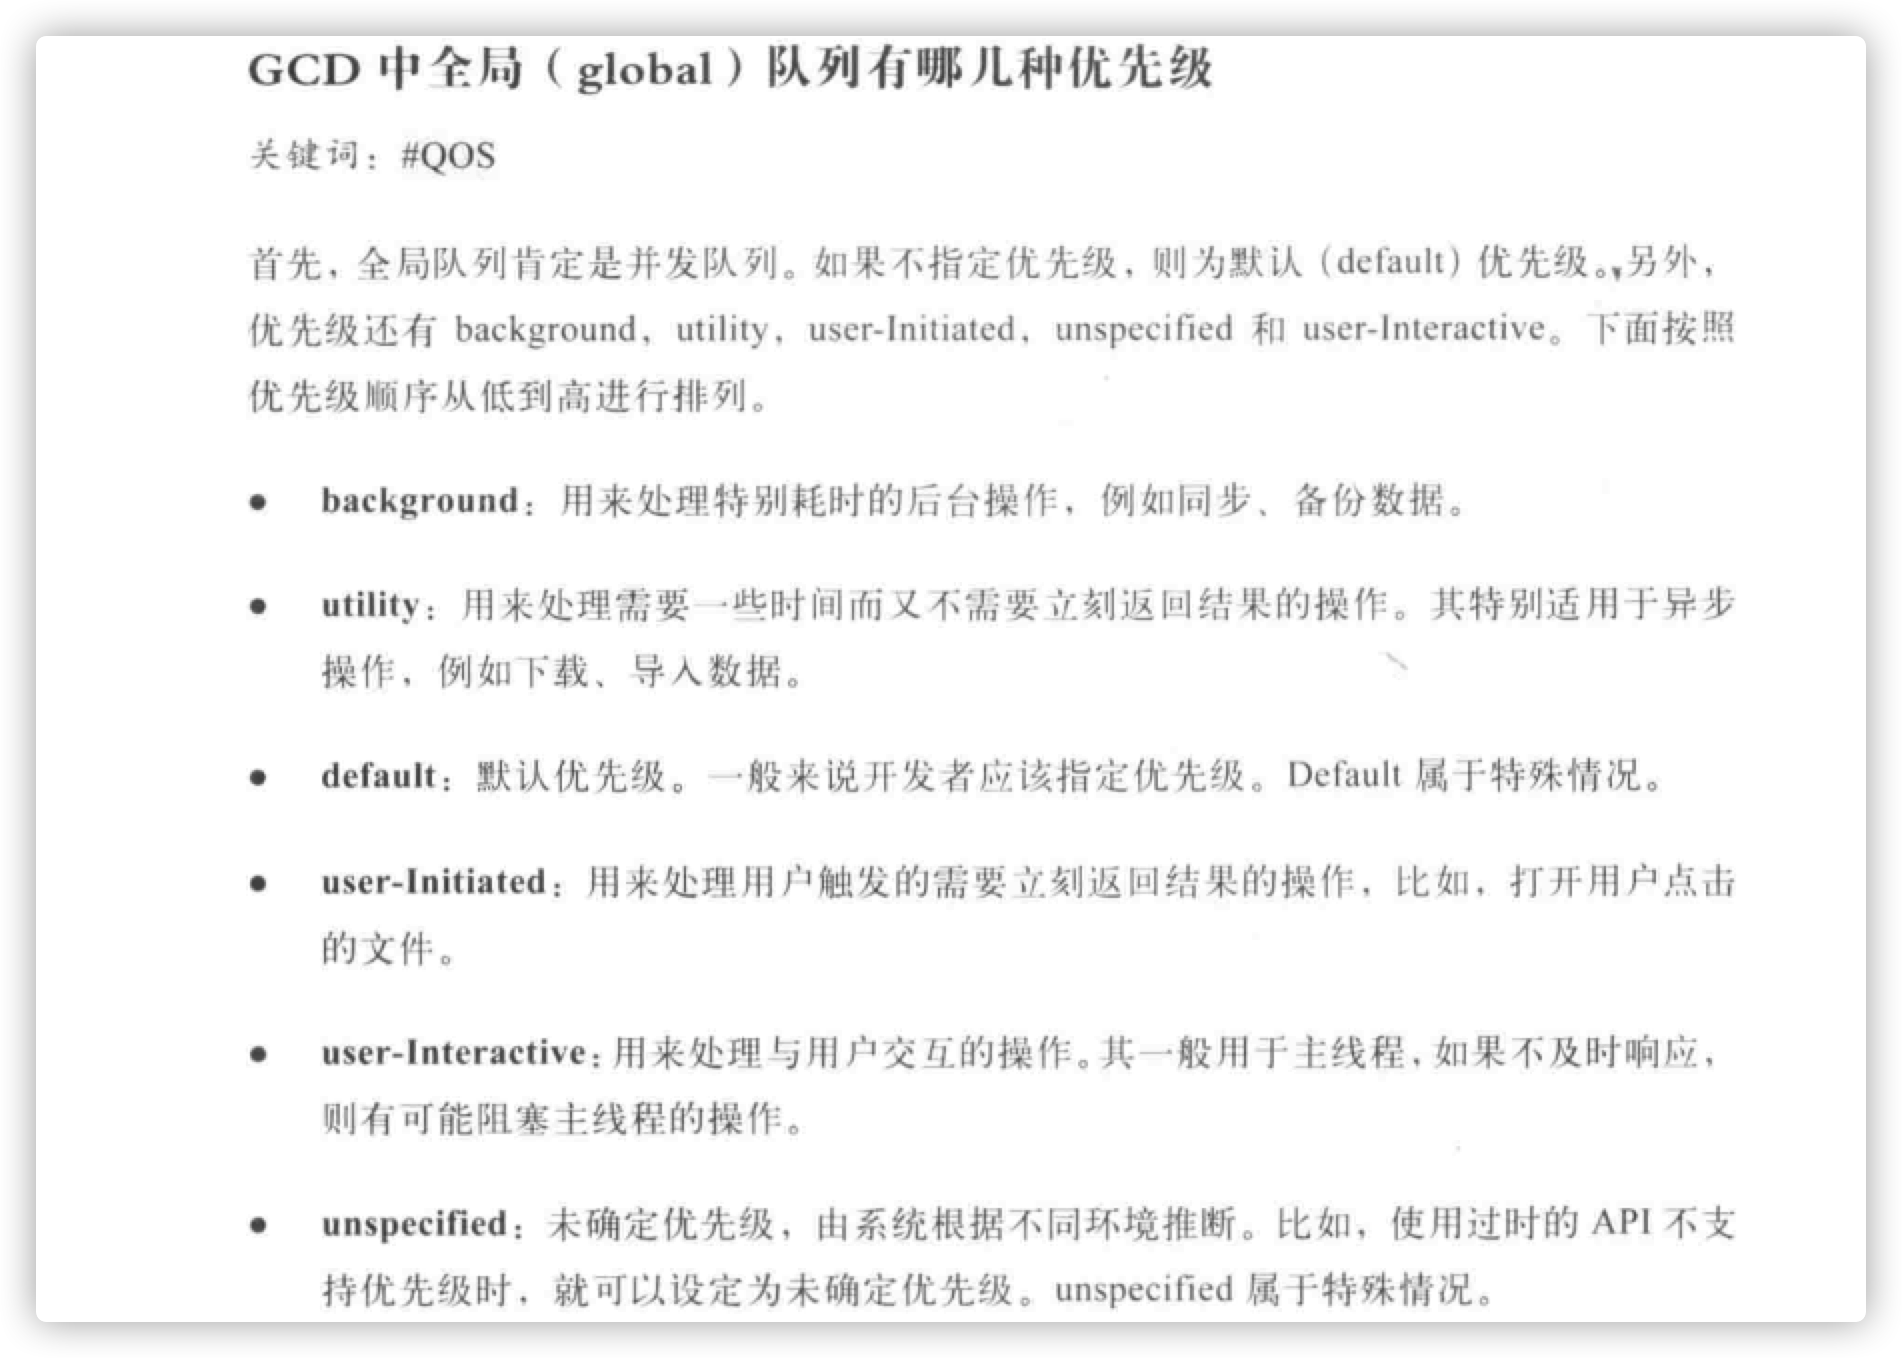 GCD 中全局（global）队列有哪几种优先级
关键词：#QOS
首先，全局队列肯定是并发队列。如果不指定优先级，则为默认（default）优先级。另外，
优先级还有 background，utility，user-Initiated，unspecified 和 user-Interactive。下面按照
优先级顺序从低到高进行排列。
● background：用来处理特别耗时的后台操作，例如同步、备份数据。
● utility：用来处理需要一些时间而又不需要立刻返回结果的操作。其特别适用于异步
操作，例如下载、导入数据。
● default：默认优先级。一般来说开发者应该指定优先级。Default 属于特殊情况。
● user-Initiated：用来处理用户触发的需要立刻返回结果的操作，比如，打开用户点击
的文件。
● user-Interactive：用来处理与用户交互的操作。其一般用于主线程，如果不及时响应，
则有可能阻塞主线程的操作。
● unspecified：未确定优先级，由系统根据不同环境推断。比如，使用过时的 API 不支
持优先级时，就可以设定为未确定优先级。unspecified 属于特殊情况。